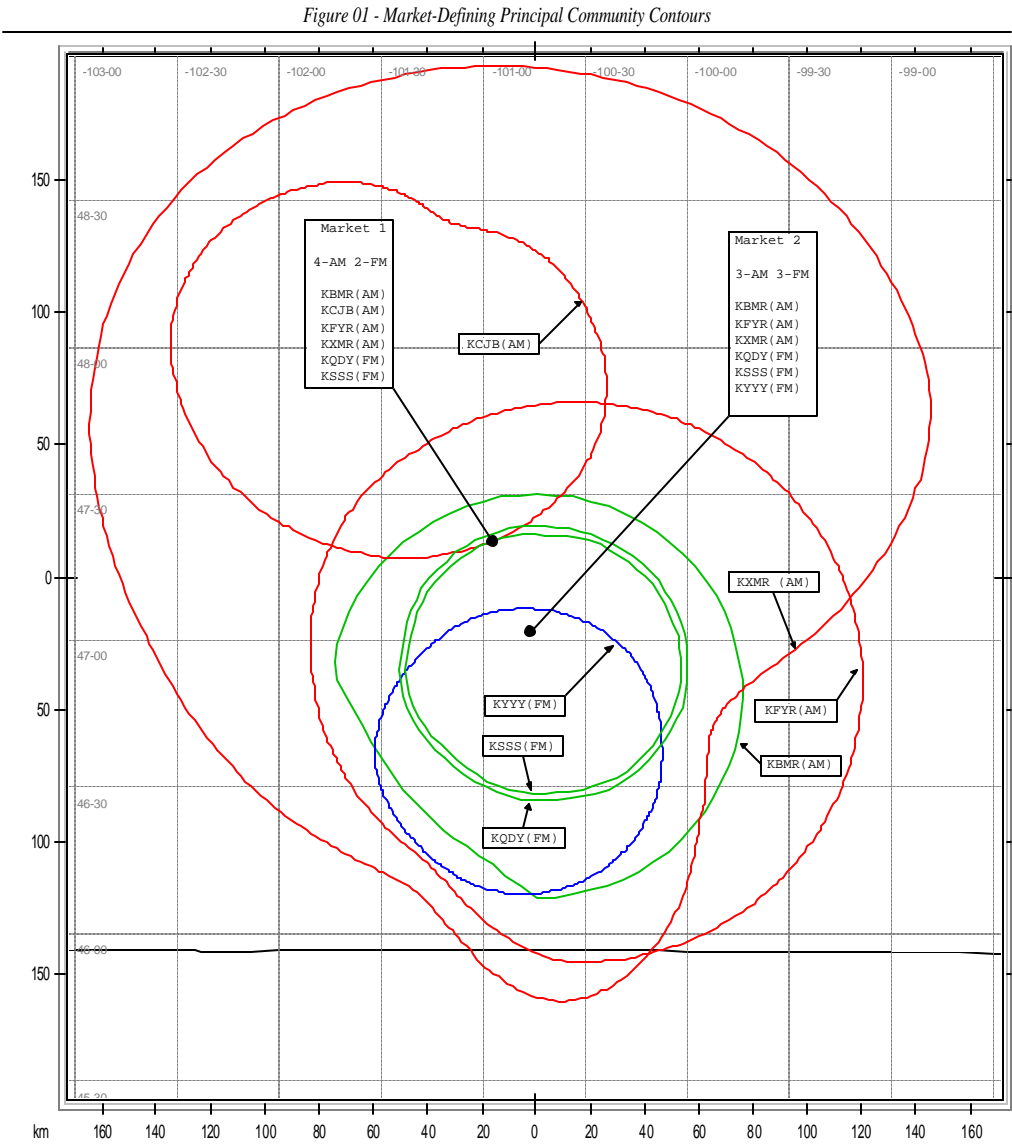 Figure 01 - Market-Defining Principal Community Contours
-103-00 -102-30 -102-00 -101-30 -101-00 -100-30 -100-00 -99-30 -99-00
150
48-30
Market 1
4-AM 2-FM
KBMR(AM)
KCJB(AM)
KFYR(AM)
KXMR(AM)
KQDY(FM)
KSSS(FM)
Market 2
3-AM 3-FM
KBMR(AM)
KFYR(AM)
KXMR(AM)
KQDY(FM)
KSSS(FM)
KYYY(FM)
100
KCJB(AM)
48-00
50
47-30
0
KXMR (AM)
47-00
50
KYYY(FM)
KFYR(AM)
KSSS(FM)
KBMR(AM)
46-30
100
KQDY(FM)
46-00
150
45-30
km 160 140 120 100 80 60 40 20 0 20 40 60 80 100 120 140 160